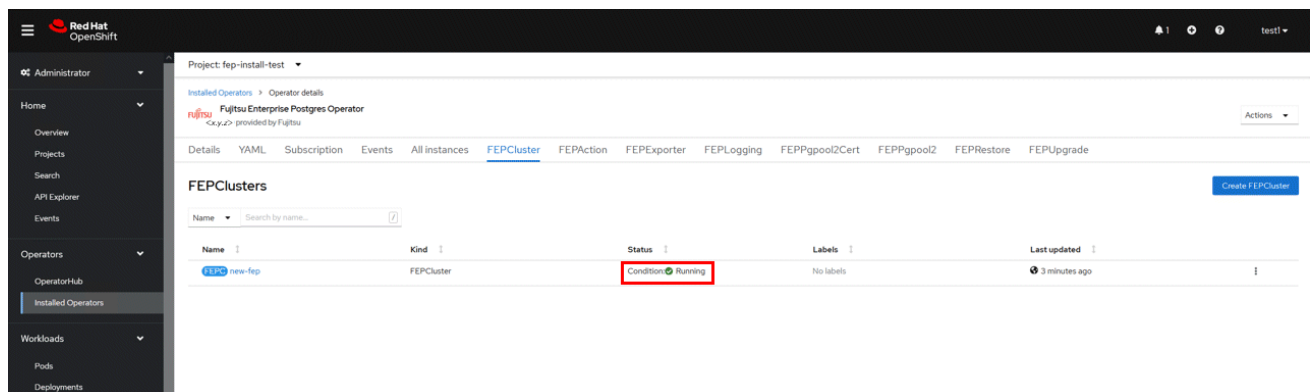 Red Hat
OpenShift
1
test1
Administrator
Home
Overview
Projects
Search
API Explorer
Events
Operators
OperatorHub
Installed Operators
Workloads
Pods
Deployments
Project: fep-install-test
Installed Operators > Operator details
FUJITSU
Fujitsu Enterprise Postgres Operator
<x.y.z> provided by Fujitsu
Actions
Details YAML Subscription Events All instances FEPCluster FEPAction FEPExporter FEPLogging FEPPgpool2Cert FEPPgpool2 FEPRestore FEPUpgrade
FEPClusters
Create FEPCluster
Name Search by name... /
Name Kind Status Labels Last updated
FEPC new-fep FEPCluster Condition: Running No labels 3 minutes ago